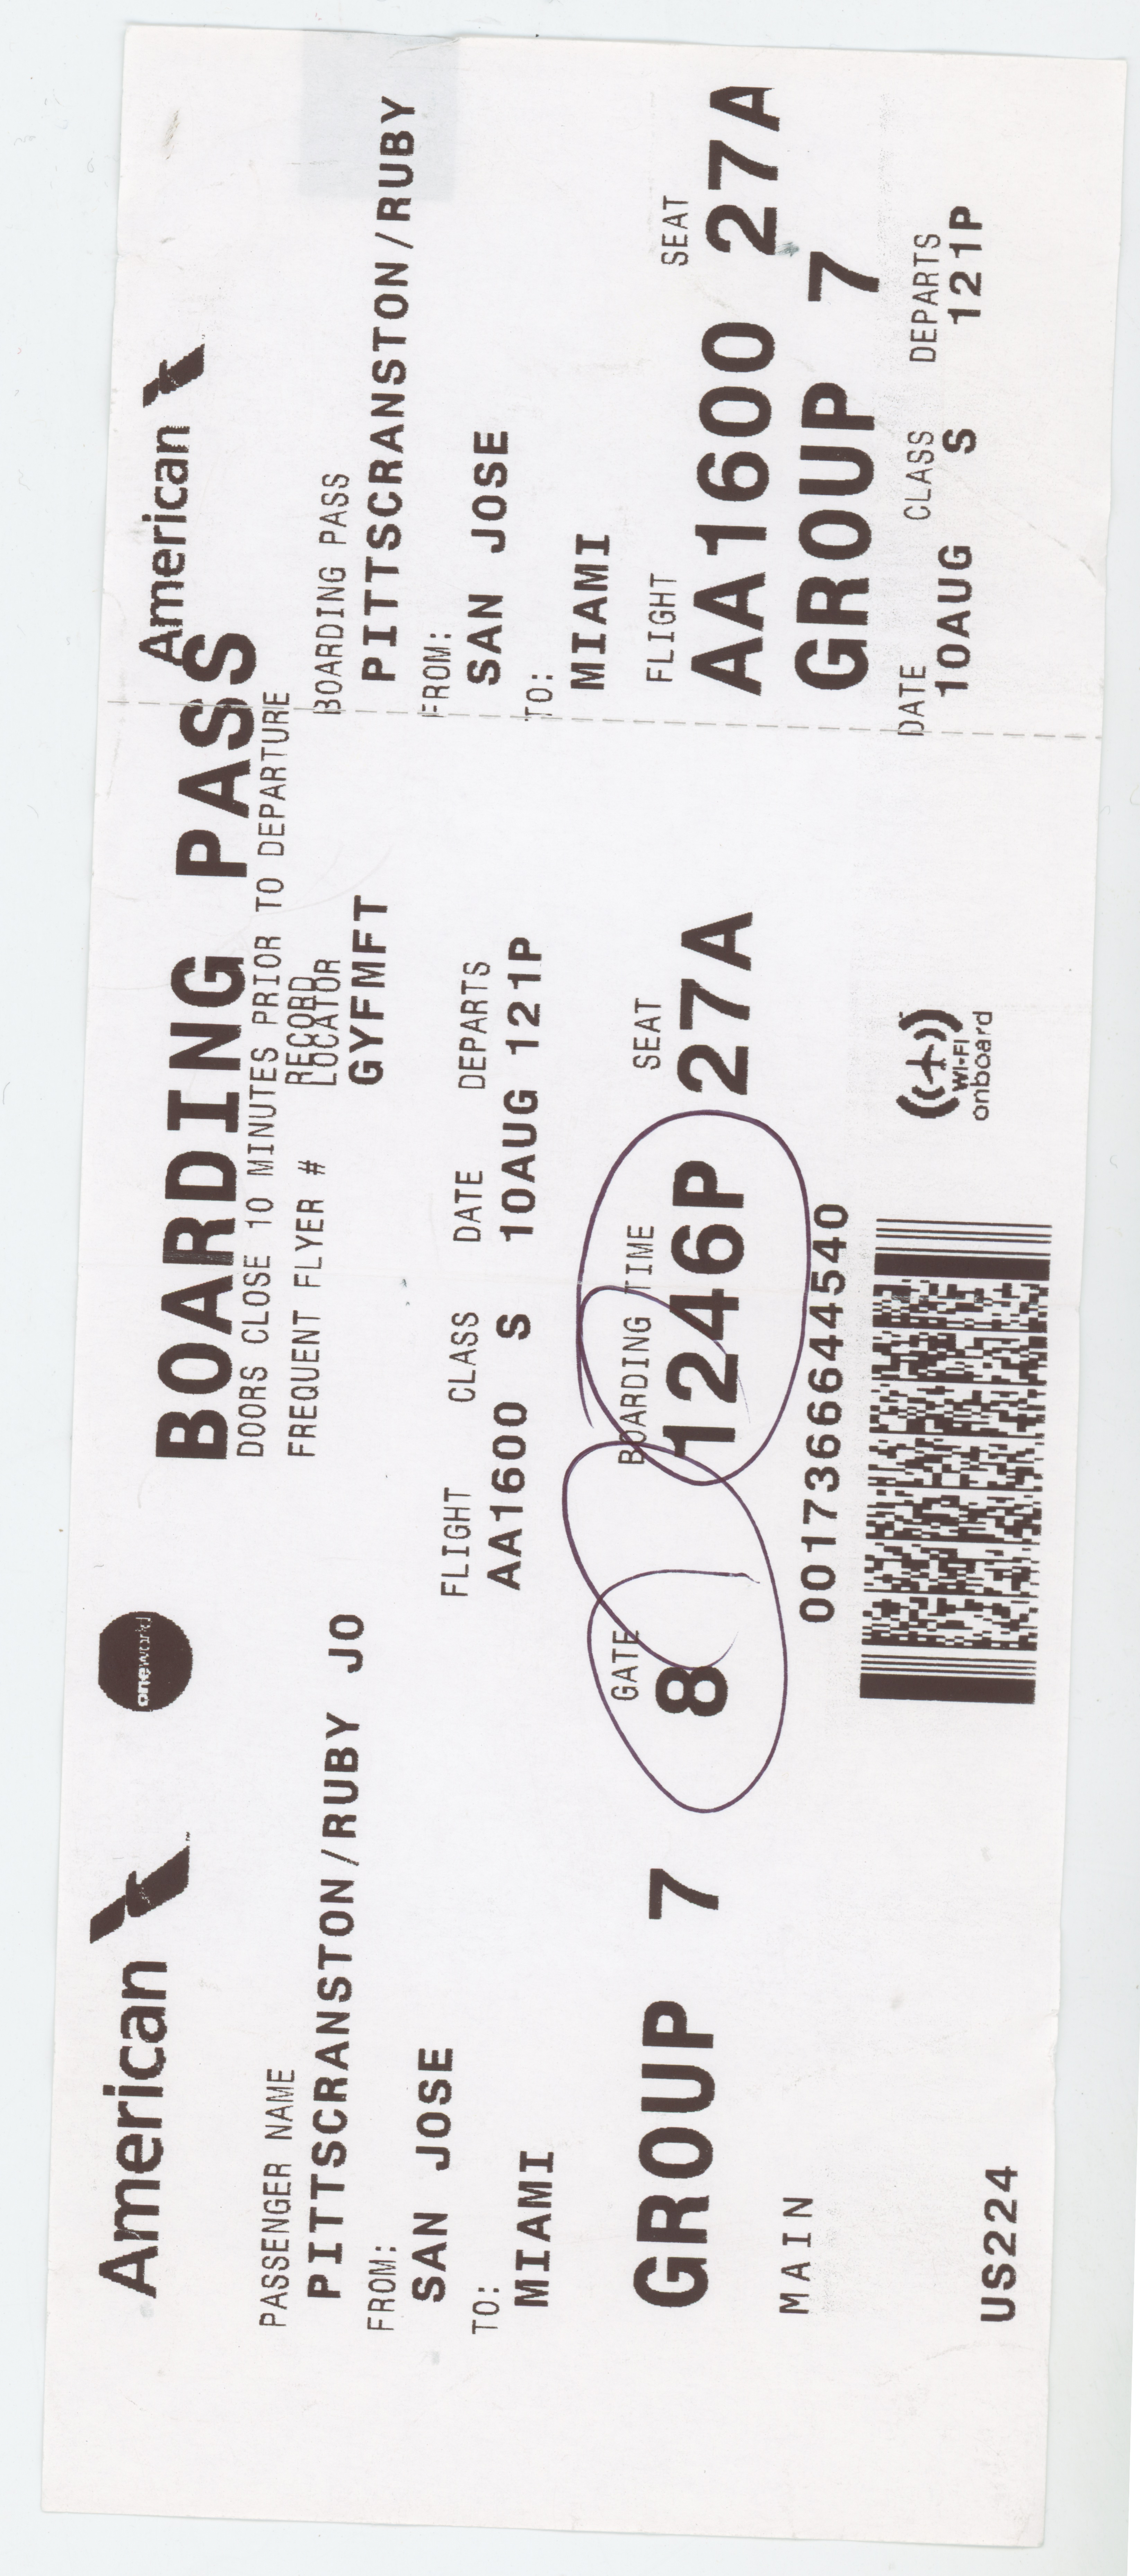 American
oneworld
BOARDING PASS
DOORS CLOSE 10 MINUTES PRIOR TO DEPARTURE
PASSENGER NAME
PITTSCRANSTON/RUBY JO
FREQUENT FLYER #
RECORD
LOCATOR
GYFMFT
FROM:
SAN JOSE
TO:
MIAMI
FLIGHT CLASS DATE DEPARTS
AA1600 S 10AUG 121P
GATE BOARDING TIME SEAT
GROUP 7 8 1246P 27A
MAIN
0017366644540
US224
WI-FI
onboard
American
BOARDING PASS
PITTSCRANSTON/RUBY
FROM:
SAN JOSE
TO:
MIAMI
FLIGHT SEAT
AA1600 27A
GROUP 7
DATE CLASS DEPARTS
10AUG S 121P